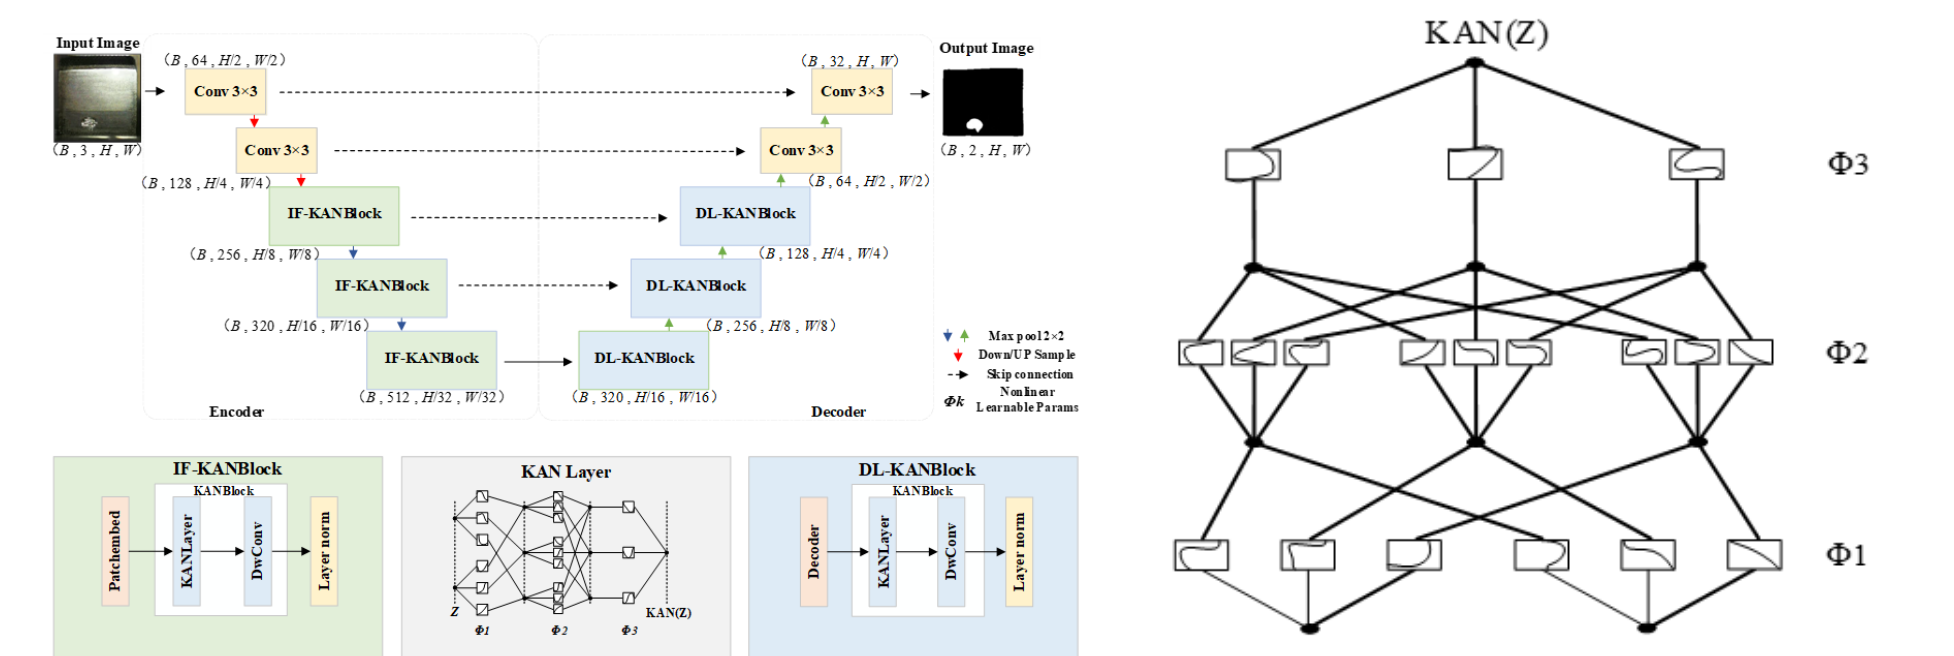 Input Image
(B, 3, H, W)
(B, 64, H/2, W/2)
Conv 3×3
Conv 3×3
(B, 128, H/4, W/4)
IF-KANBlock
(B, 256, H/8, W/8)
IF-KANBlock
(B, 320, H/16, W/16)
IF-KANBlock
(B, 512, H/32, W/32)
Encoder
(B, 32, H, W)
Conv 3×3
Conv 3×3
(B, 64, H/2, W/2)
DL-KANBlock
(B, 128, H/4, W/4)
DL-KANBlock
(B, 256, H/8, W/8)
DL-KANBlock
(B, 320, H/16, W/16)
Decoder
Output Image
(B, 2, H, W)
Max pool 2×2
Down/UP Sample
Skip connection
Φk Nonlinear
Learnable Params
IF-KANBlock
KANBlock
Patchembed
KANLayer
DwConv
Layer norm
KAN Layer
Z
KAN(Z)
Φ1
Φ2
Φ3
DL-KANBlock
KANBlock
Decoder
KANLayer
DwConv
Layer norm
KAN(Z)
Φ3
Φ2
Φ1